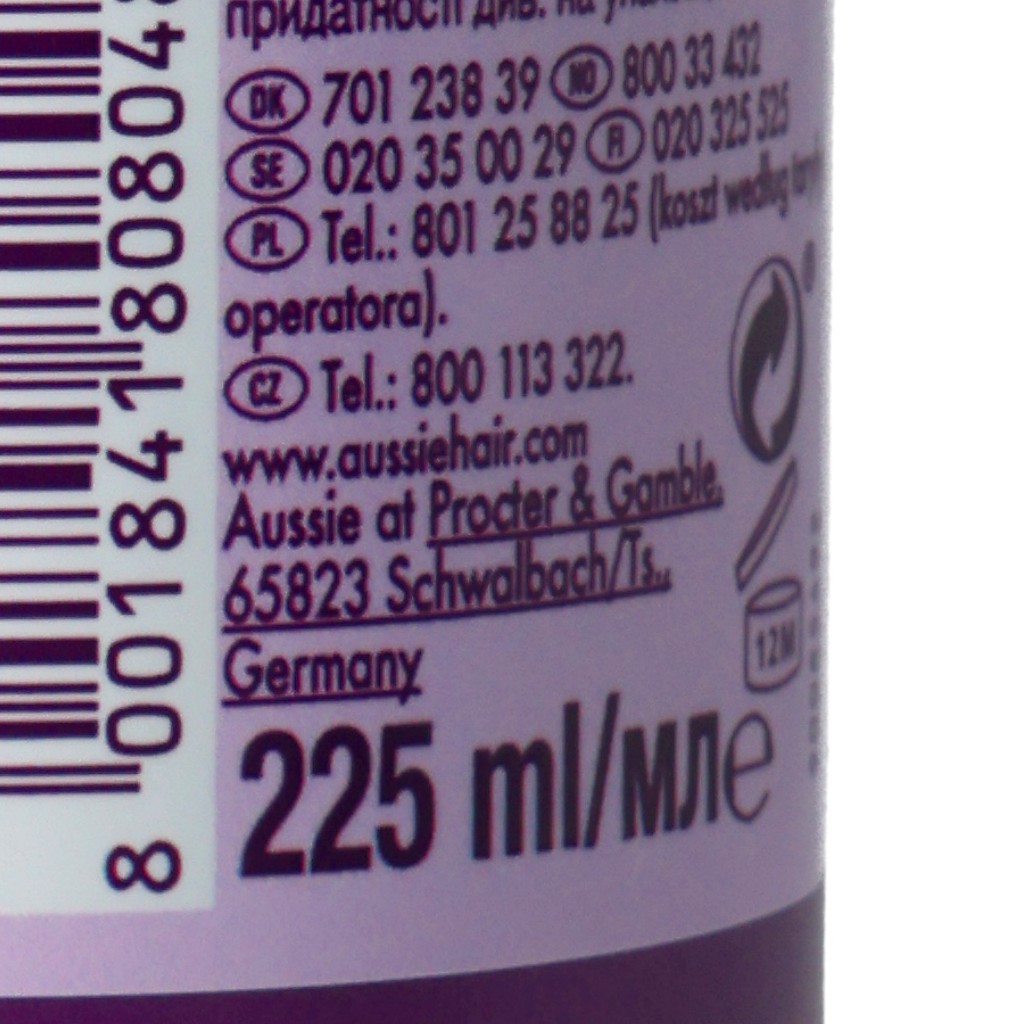 придатності див. на
DK 701 238 39 NO 800 33 432
SE 020 35 00 29 FI 020 325 525
PL Tel.: 801 25 88 25 (koszt według
operatora).
CZ Tel.: 800 113 322.
www.aussiehair.com
Aussie at Procter & Gamble,
65823 Schwalbach/Ts.,
Germany
225 ml/мл e
12M
8 001841 80804